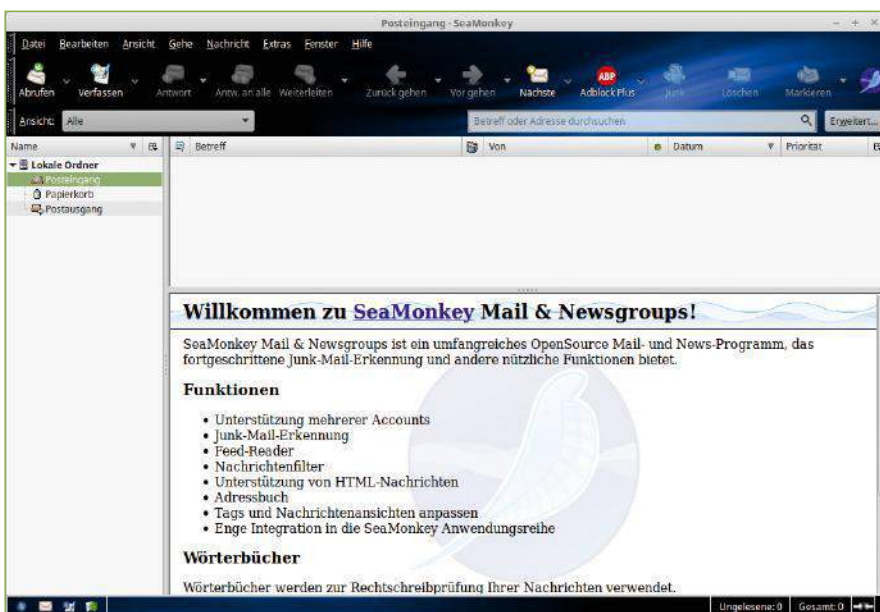 Posteingang - SeaMonkey
Datei Bearbeiten Ansicht Gehe Nachricht Extras Fenster Hilfe
Abrufen Verfassen Antwort Antw. an alle Weiterleiten Zurück gehen Vor gehen Nächste Adblock Plus Junk Löschen Markieren
ABP
Ansicht: Alle Betreff oder Adresse durchsuchen Erweitert...
Name Betreff Von Datum Priorität
Lokale Ordner
Posteingang
Papierkorb
Postausgang
Willkommen zu SeaMonkey Mail & Newsgroups!
SeaMonkey Mail & Newsgroups ist ein umfangreiches OpenSource Mail- und News-Programm, das
fortgeschrittene Junk-Mail-Erkennung und andere nützliche Funktionen bietet.
Funktionen
• Unterstützung mehrerer Accounts
• Junk-Mail-Erkennung
• Feed-Reader
• Nachrichtenfilter
• Unterstützung von HTML-Nachrichten
• Adressbuch
• Tags und Nachrichtenansichten anpassen
• Enge Integration in die SeaMonkey Anwendungsreihe
Wörterbücher
Wörterbücher werden zur Rechtschreibprüfung Ihrer Nachrichten verwendet.
Ungelesene: 0 Gesamt: 0